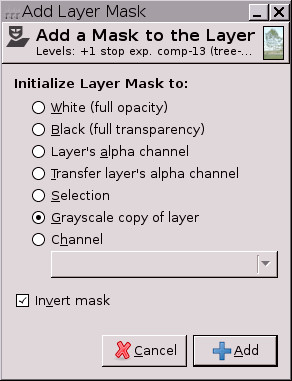 Add Layer Mask
Add a Mask to the Layer
Levels: +1 stop exp. comp-13 (tree-...
Initialize Layer Mask to:
White (full opacity)
Black (full transparency)
Layer's alpha channel
Transfer layer's alpha channel
Selection
Grayscale copy of layer
Channel
Invert mask
Cancel
Add